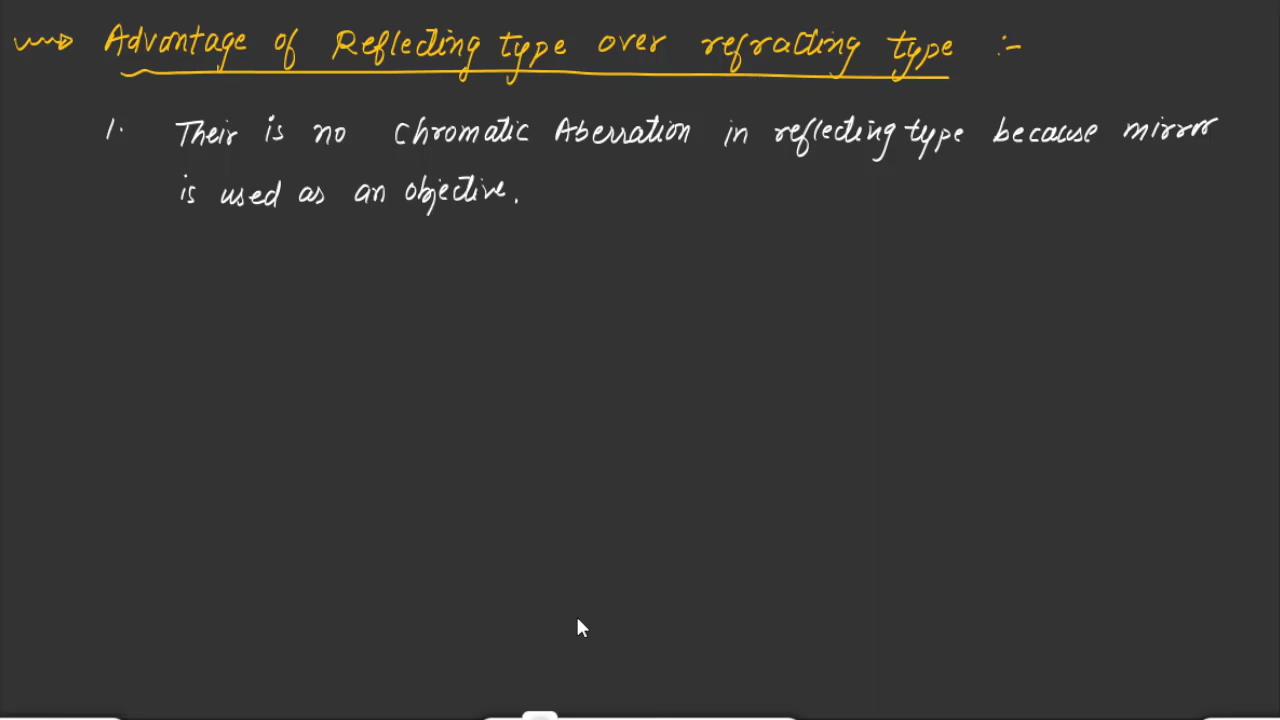 Advantage of Reflecting type over refracting type :-
1. Their is no Chromatic Aberration in reflecting type because mirror
is used as an objective.